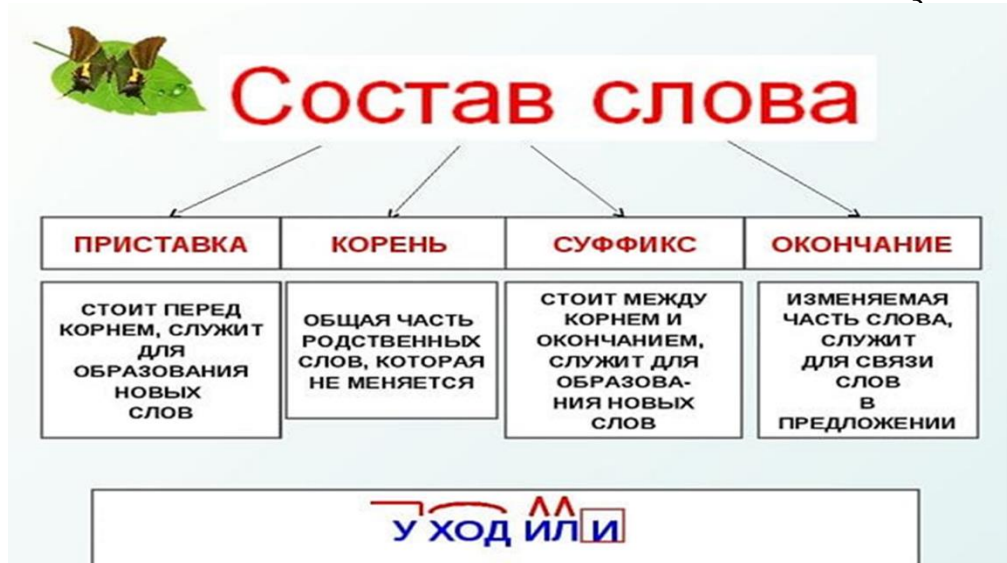 Состав слова
ПРИСТАВКА
КОРЕНЬ
СУФФИКС
ОКОНЧАНИЕ
СТОИТ ПЕРЕД
КОРНЕМ, СЛУЖИТ
ДЛЯ
ОБРАЗОВАНИЯ
НОВЫХ
СЛОВ
ОБЩАЯ ЧАСТЬ
РОДСТВЕННЫХ
СЛОВ, КОТОРАЯ
НЕ МЕНЯЕТСЯ
СТОИТ МЕЖДУ
КОРНЕМ И
ОКОНЧАНИЕМ,
СЛУЖИТ ДЛЯ
ОБРАЗОВА-
НИЯ НОВЫХ
СЛОВ
ИЗМЕНЯЕМАЯ
ЧАСТЬ СЛОВА,
СЛУЖИТ
ДЛЯ СВЯЗИ
СЛОВ
В
ПРЕДЛОЖЕНИИ
У ХОД ИЛ И